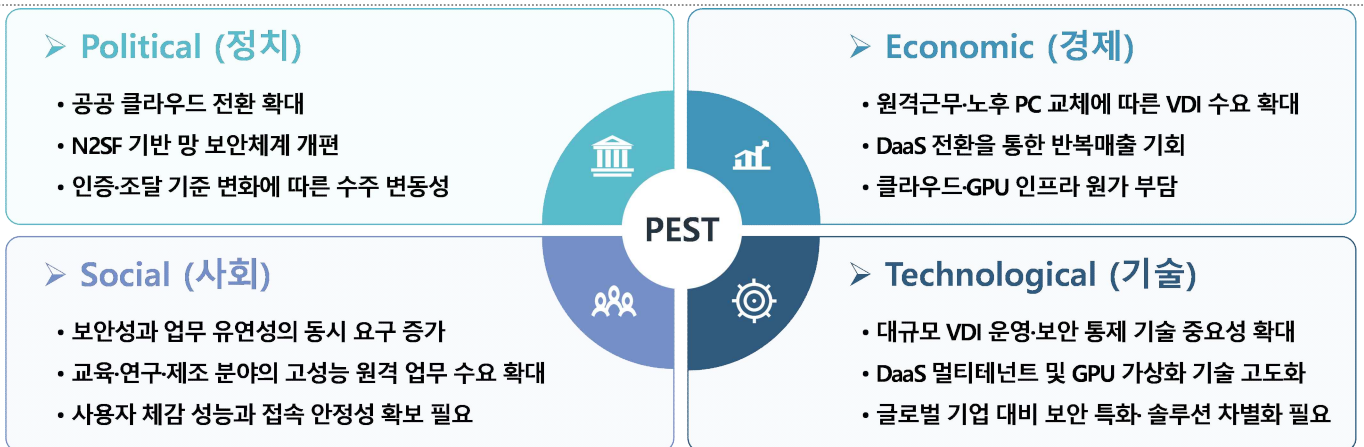 ➢ Political (정치)
• 공공 클라우드 전환 확대
• N2SF 기반 망 보안체계 개편
• 인증·조달 기준 변화에 따른 수주 변동성
➢ Economic (경제)
• 원격근무·노후 PC 교체에 따른 VDI 수요 확대
• DaaS 전환을 통한 반복매출 기회
• 클라우드·GPU 인프라 원가 부담
PEST
➢ Social (사회)
• 보안성과 업무 유연성의 동시 요구 증가
• 교육·연구·제조 분야의 고성능 원격 업무 수요 확대
• 사용자 체감 성능과 접속 안정성 확보 필요
➢ Technological (기술)
• 대규모 VDI 운영·보안 통제 기술 중요성 확대
• DaaS 멀티테넌트 및 GPU 가상화 기술 고도화
• 글로벌 기업 대비 보안 특화· 솔루션 차별화 필요